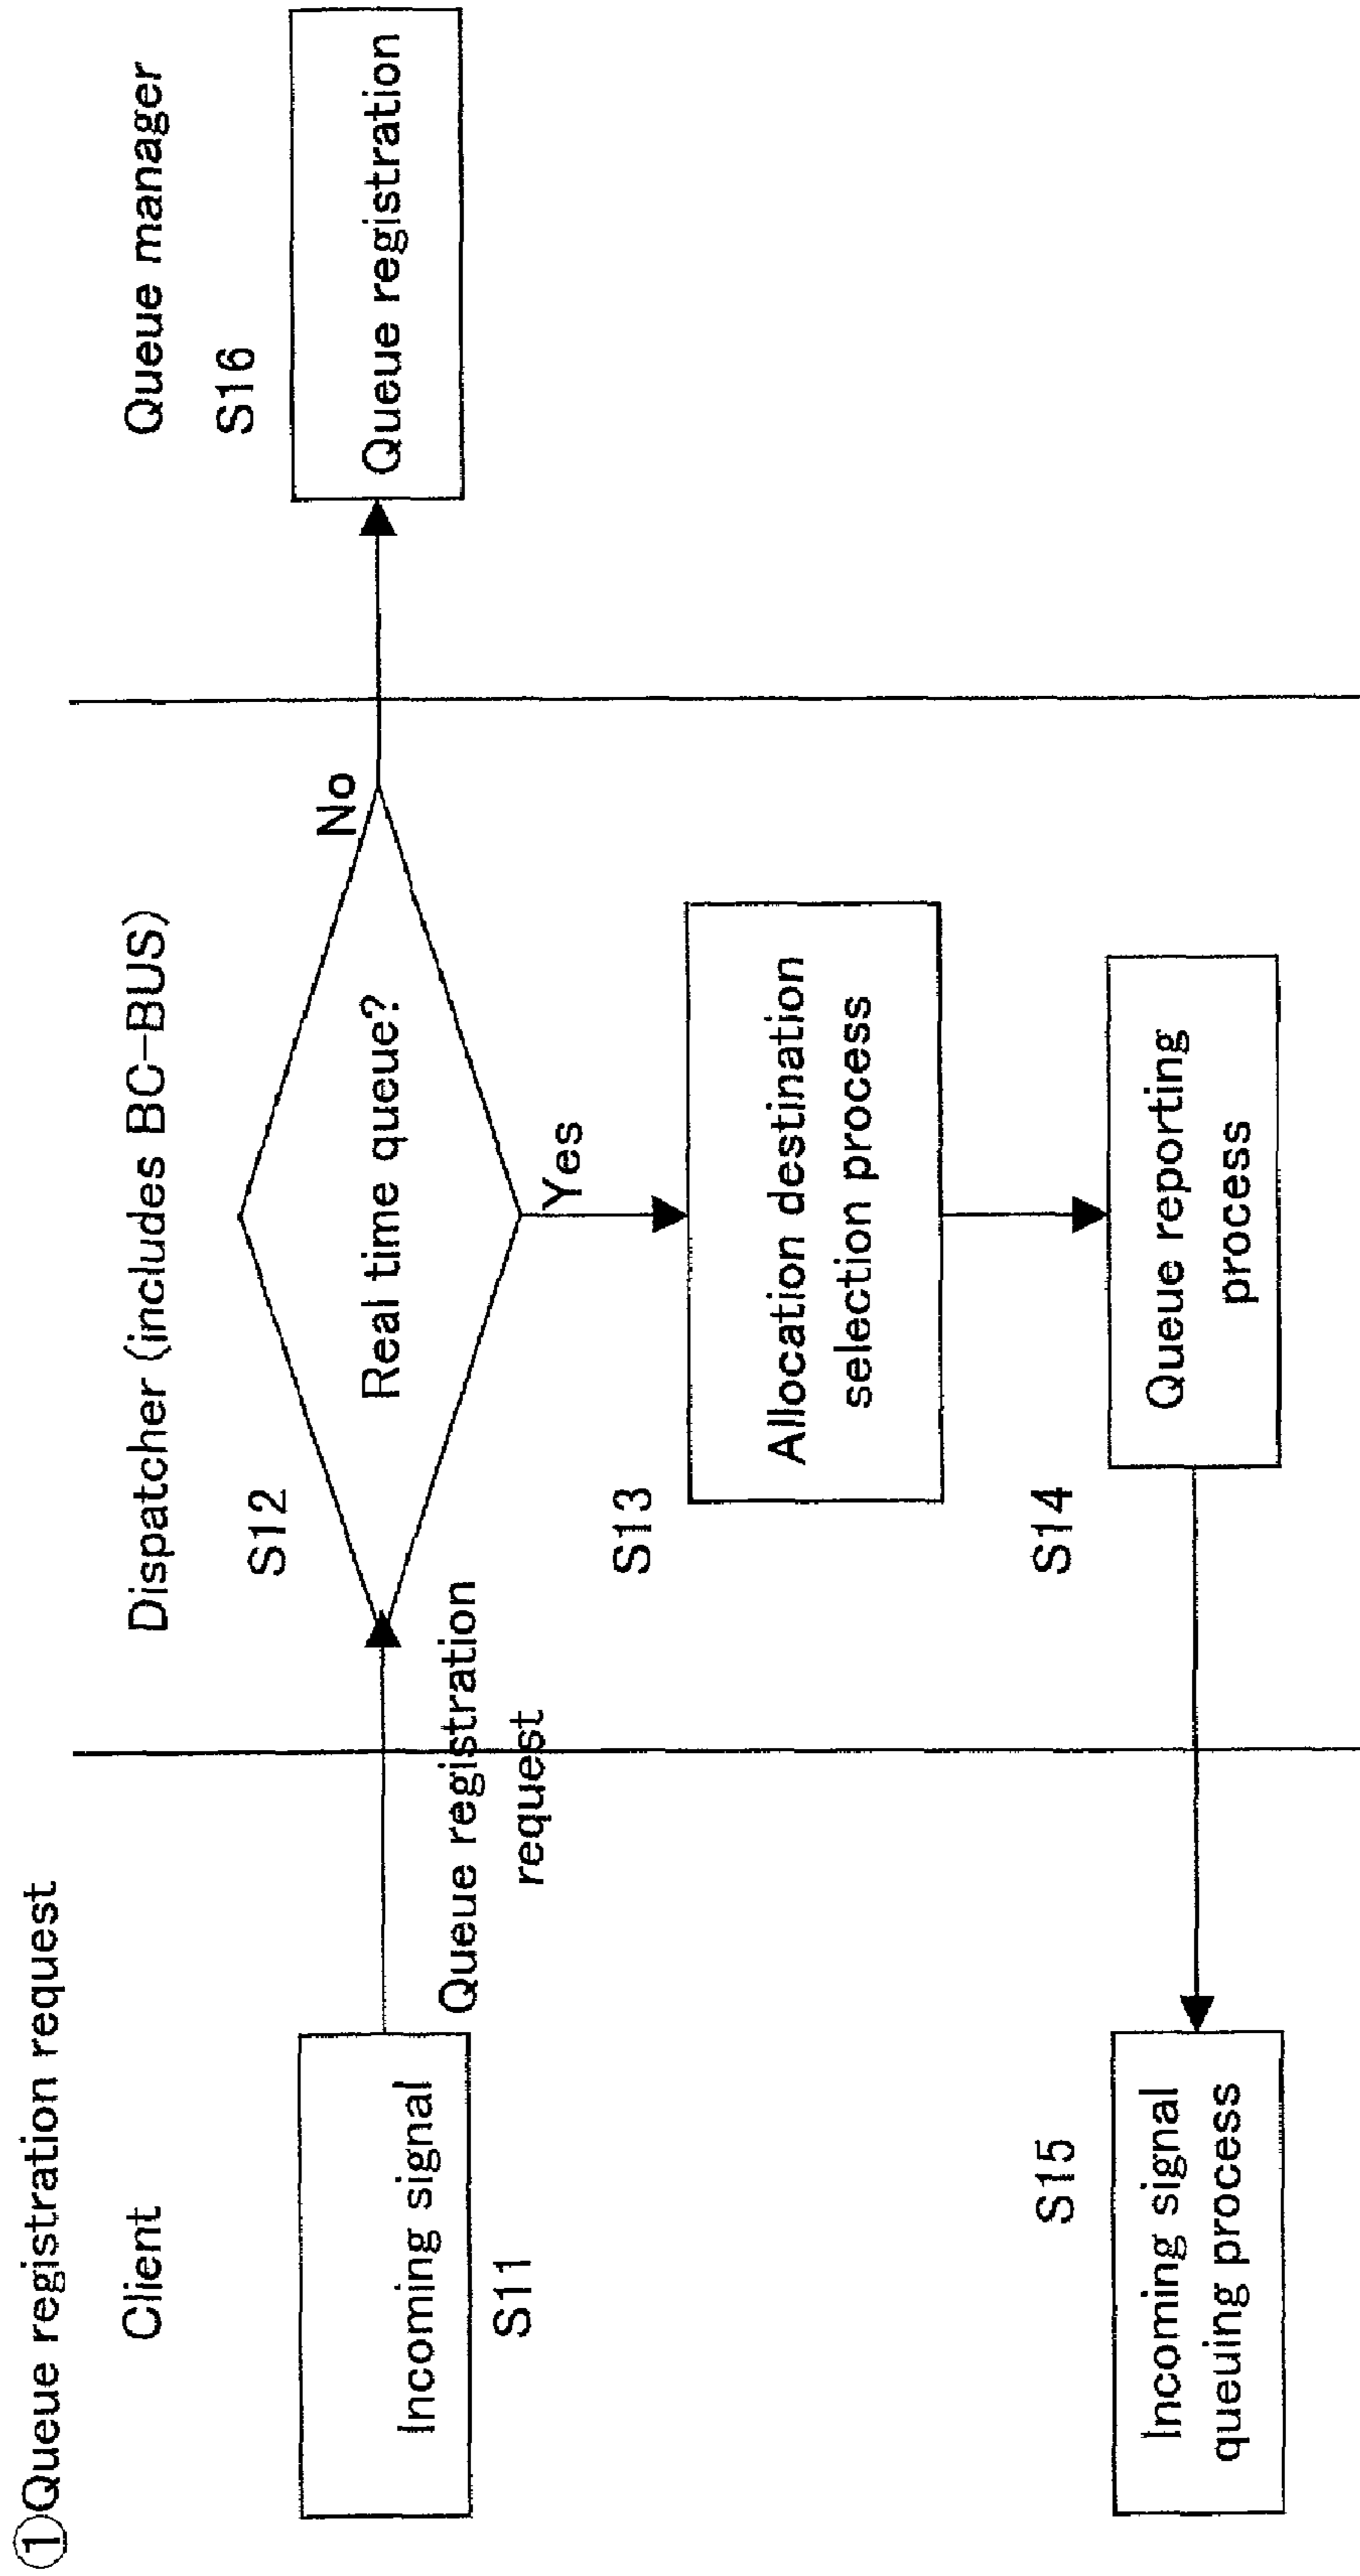 ①Queue registration request
Client
Dispatcher (includes BC-BUS)
Queue manager
Incoming signal
S11
Queue registration
request
S12
Real time queue?
No
Yes
S16
Queue registration
S13
Allocation destination
selection process
S14
Queue reporting
process
S15
Incoming signal
queuing process